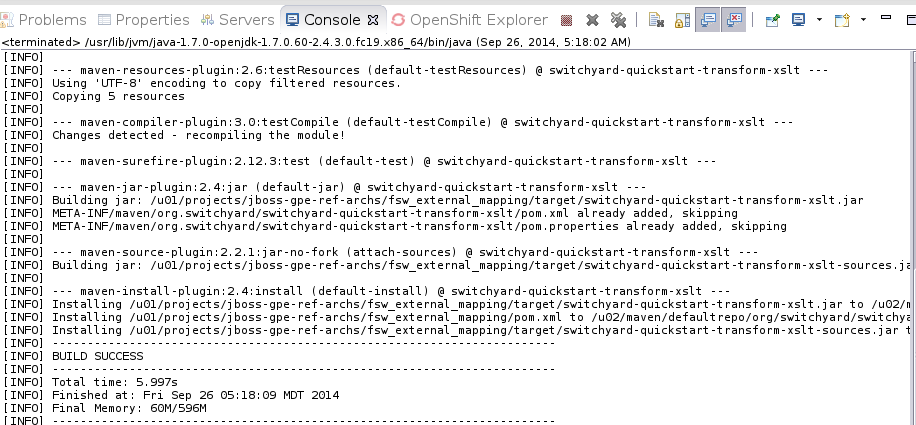 Problems Properties Servers Console OpenShift Explorer
<terminated> /usr/lib/jvm/java-1.7.0-openjdk-1.7.0.60-2.4.3.0.fc19.x86_64/bin/java (Sep 26, 2014, 5:18:02 AM)
[INFO]
[INFO] --- maven-resources-plugin:2.6:testResources (default-testResources) @ switchyard-quickstart-transform-xslt ---
[INFO] Using 'UTF-8' encoding to copy filtered resources.
[INFO] Copying 5 resources
[INFO]
[INFO] --- maven-compiler-plugin:3.0:testCompile (default-testCompile) @ switchyard-quickstart-transform-xslt ---
[INFO] Changes detected - recompiling the module!
[INFO]
[INFO] --- maven-surefire-plugin:2.12.3:test (default-test) @ switchyard-quickstart-transform-xslt ---
[INFO]
[INFO] --- maven-jar-plugin:2.4:jar (default-jar) @ switchyard-quickstart-transform-xslt ---
[INFO] Building jar: /u01/projects/jboss-gpe-ref-archs/fsw_external_mapping/target/switchyard-quickstart-transform-xslt.jar
[INFO] META-INF/maven/org.switchyard/switchyard-quickstart-transform-xslt/pom.xml already added, skipping
[INFO] META-INF/maven/org.switchyard/switchyard-quickstart-transform-xslt/pom.properties already added, skipping
[INFO]
[INFO] --- maven-source-plugin:2.2.1:jar-no-fork (attach-sources) @ switchyard-quickstart-transform-xslt ---
[INFO] Building jar: /u01/projects/jboss-gpe-ref-archs/fsw_external_mapping/target/switchyard-quickstart-transform-xslt-sources.ja
[INFO]
[INFO] --- maven-install-plugin:2.4:install (default-install) @ switchyard-quickstart-transform-xslt ---
[INFO] Installing /u01/projects/jboss-gpe-ref-archs/fsw_external_mapping/target/switchyard-quickstart-transform-xslt.jar to /u02/m
[INFO] Installing /u01/projects/jboss-gpe-ref-archs/fsw_external_mapping/pom.xml to /u02/maven/defaultrepo/org/switchyard/switchya
[INFO] Installing /u01/projects/jboss-gpe-ref-archs/fsw_external_mapping/target/switchyard-quickstart-transform-xslt-sources.jar t
[INFO] ------------------------------------------------------------------------
[INFO] BUILD SUCCESS
[INFO] ------------------------------------------------------------------------
[INFO] Total time: 5.997s
[INFO] Finished at: Fri Sep 26 05:18:09 MDT 2014
[INFO] Final Memory: 60M/596M
[INFO] ------------------------------------------------------------------------